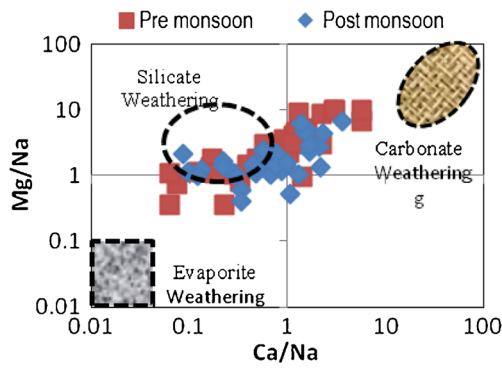 Pre monsoon Post monsoon
100
10
1
0.1
0.01
Mg/Na
Silicate
Weathering
Carbonate
Weathering
g
Evaporite
Weathering
0.01 0.1 1 10 100
Ca/Na